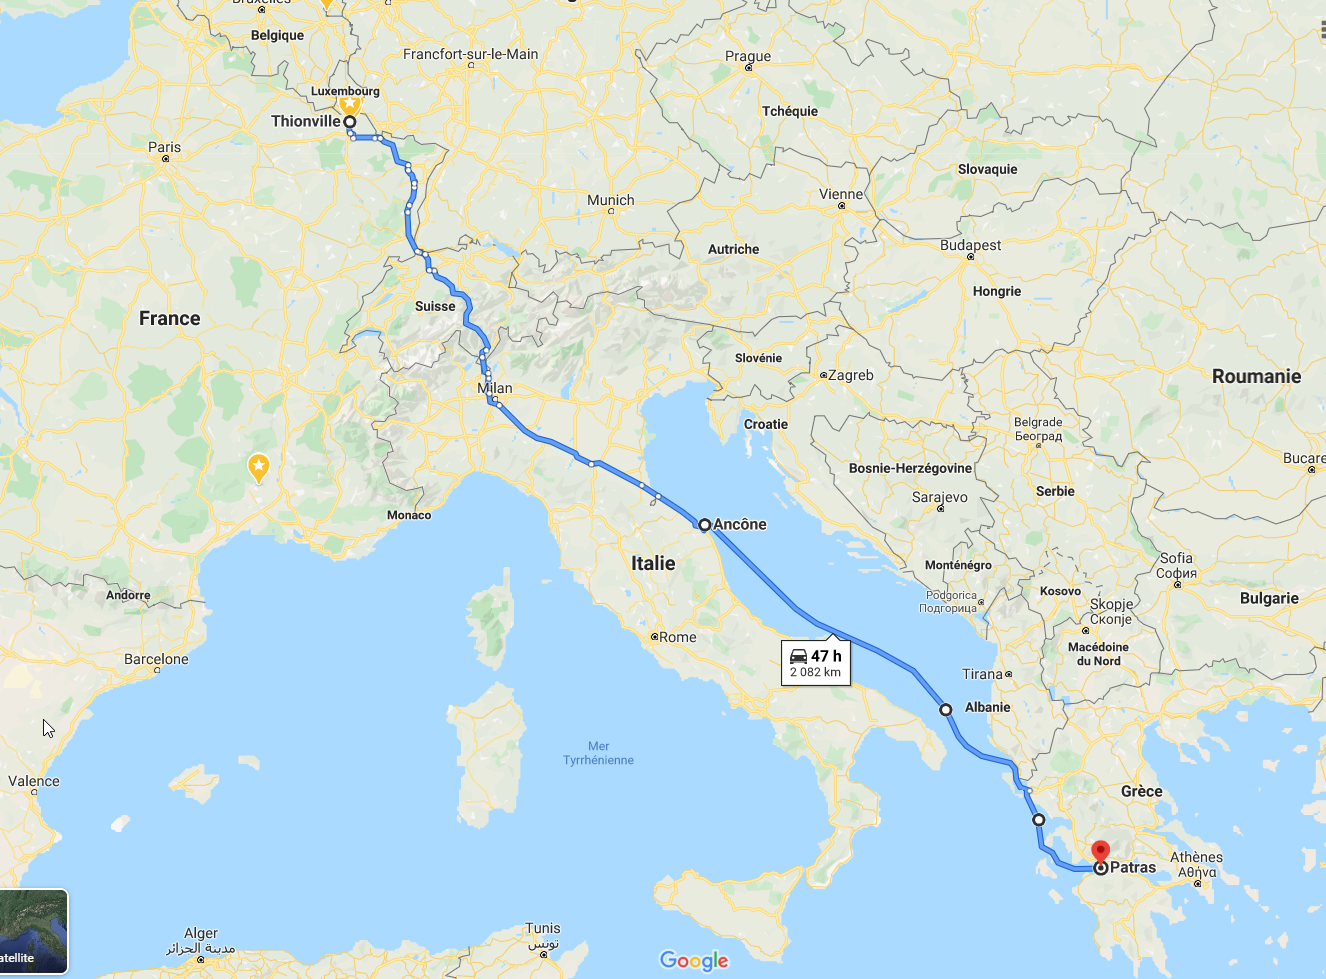 Bruxelles
Belgique
Francfort-sur-le-Main
Prague
Luxembourg
Tchéquie
Thionville
Paris
Slovaquie
Munich
Vienne
Autriche
Budapest
Hongrie
Suisse
France
Slovénie
Zagreb
Roumanie
Milan
Croatie
Belgrade
Београд
Bosnie-Herzégovine
Bucare
Serbie
Sarajevo
Monaco
Ancône
Italie
Monténégro
Sofia
София
Andorre
Podgorica
Подгорица
Kosovo
Skopje
Скопје
Bulgarie
Rome
Macédoine
du Nord
Barcelone
47 h
2 082 km
Tirana
Albanie
Mer
Tyrrhénienne
Valence
Grèce
Patras
Athènes
Αθήνα
Alger
مدينة الجزائر
Tunis
تونس
atellite
Google